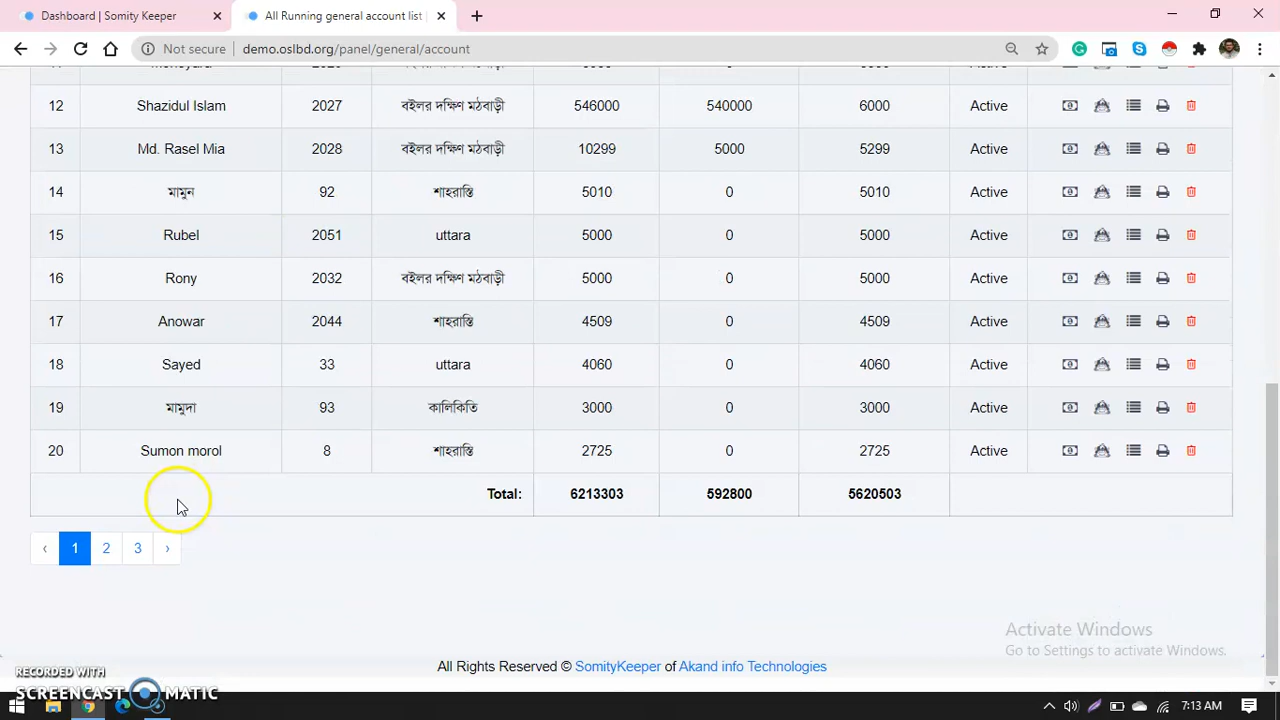 Dashboard | Somity Keeper
All Running general account list |
Not secure
demo.oslbd.org/panel/general/account
12 Shazidul Islam 2027 বইলর দক্ষিণ মঠবাড়ী 546000 540000 6000 Active
13 Md. Rasel Mia 2028 বইলর দক্ষিণ মঠবাড়ী 10299 5000 5299 Active
14 মামুন 92 শাহরাস্তি 5010 0 5010 Active
15 Rubel 2051 uttara 5000 0 5000 Active
16 Rony 2032 বইলর দক্ষিণ মঠবাড়ী 5000 0 5000 Active
17 Anowar 2044 শাহরাস্তি 4509 0 4509 Active
18 Sayed 33 uttara 4060 0 4060 Active
19 মামুদা 93 কালিকিতি 3000 0 3000 Active
20 Sumon morol 8 শাহরাস্তি 2725 0 2725 Active
Total: 6213303 592800 5620503
‹ 1 2 3 ›
Activate Windows
Go to Settings to activate Windows.
All Rights Reserved © SomityKeeper of Akand info Technologies
RECORDED WITH
SCREENCAST MATIC
7:13 AM